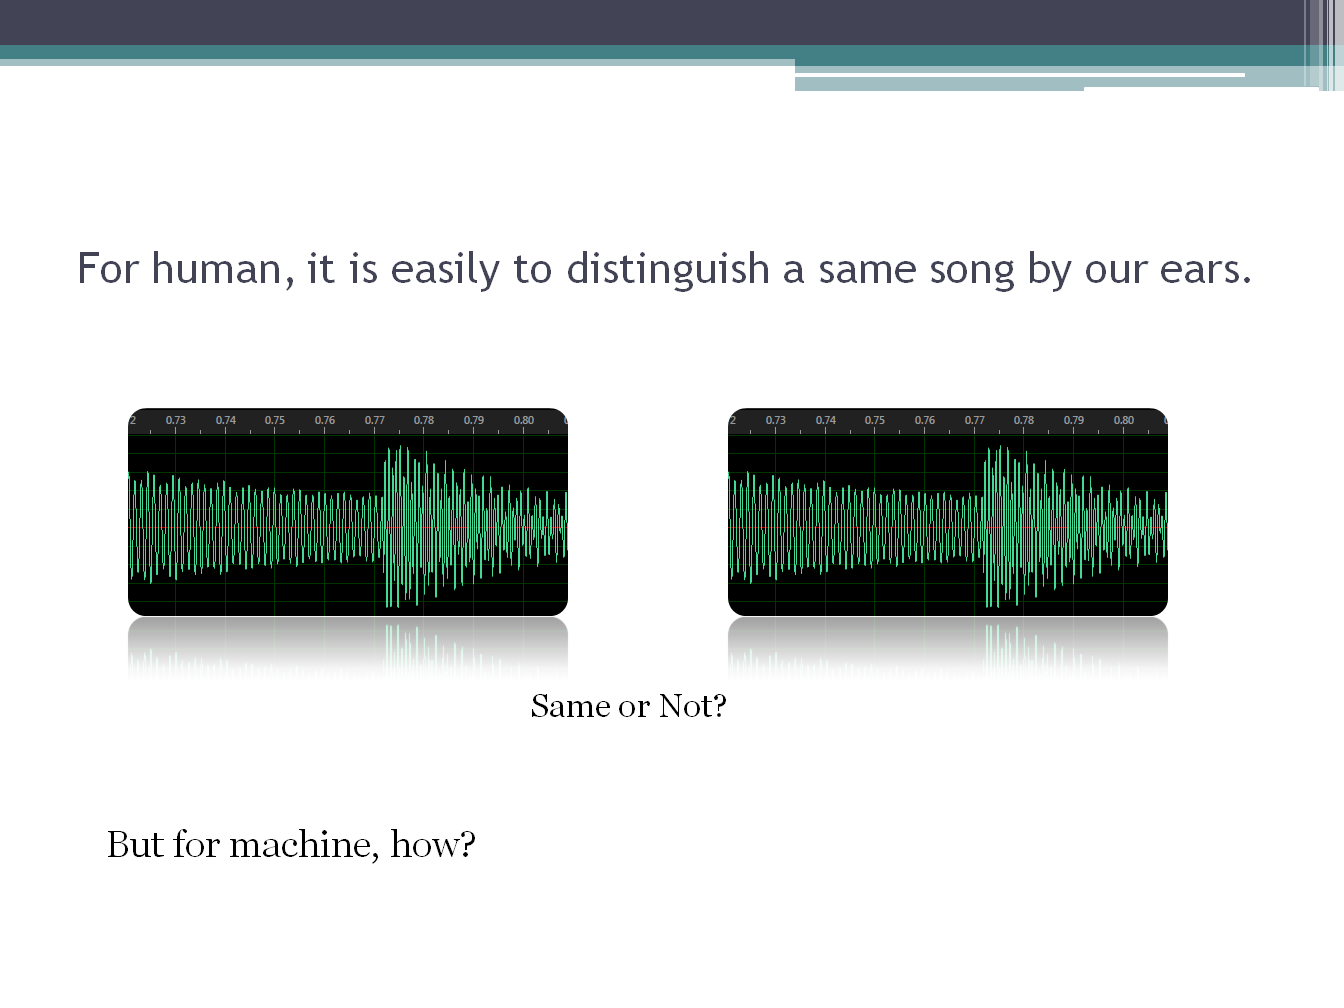 For human, it is easily to distinguish a same song by our ears.
2 0.73 0.74 0.75 0.76 0.77 0.78 0.79 0.80
2 0.73 0.74 0.75 0.76 0.77 0.78 0.79 0.80
Same or Not?
But for machine, how?